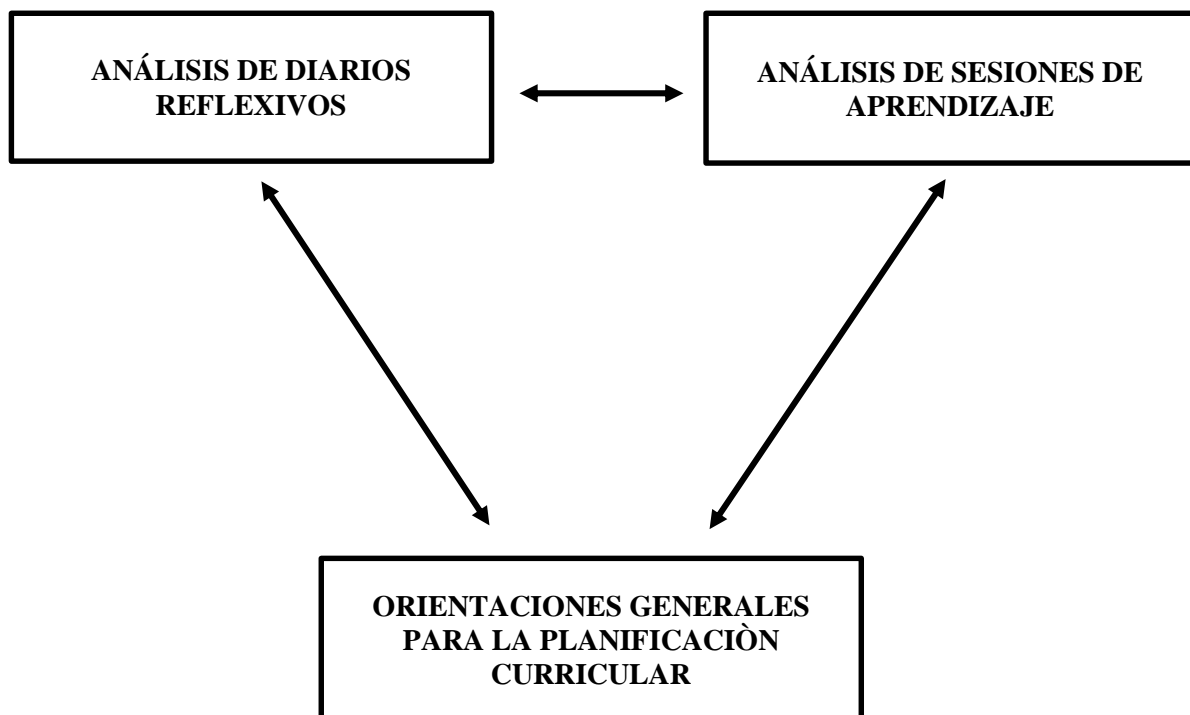 ANÁLISIS DE DIARIOS
REFLEXIVOS
ANÁLISIS DE SESIONES DE
APRENDIZAJE
ORIENTACIONES GENERALES
PARA LA PLANIFICACIÒN
CURRICULAR